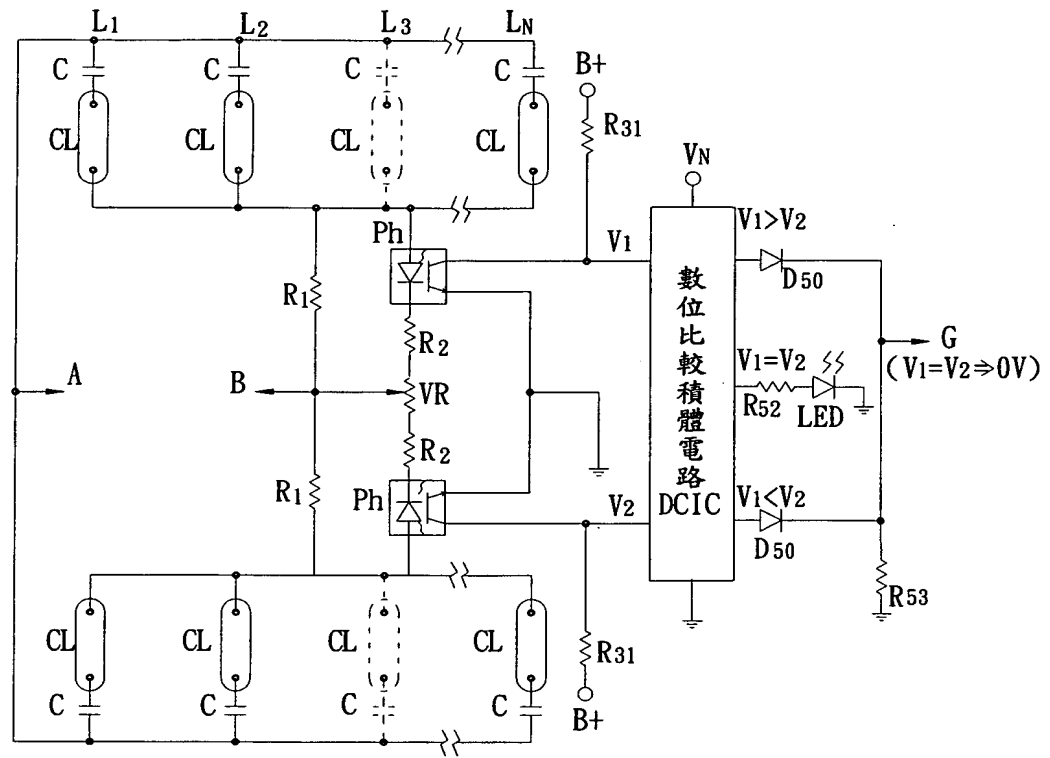 L1 L2 L3 LN
C C C C
CL CL CL CL
B+
R31
VN
Ph
V1
V1>V2
D50
R1
R2
A
B
VR
數位比較積體電路
DCIC
V1=V2
R52
LED
G
(V1=V2⇒0V)
R2
R1
Ph
V2
V1<V2
D50
R53
CL CL CL CL
R31
C C C C
B+